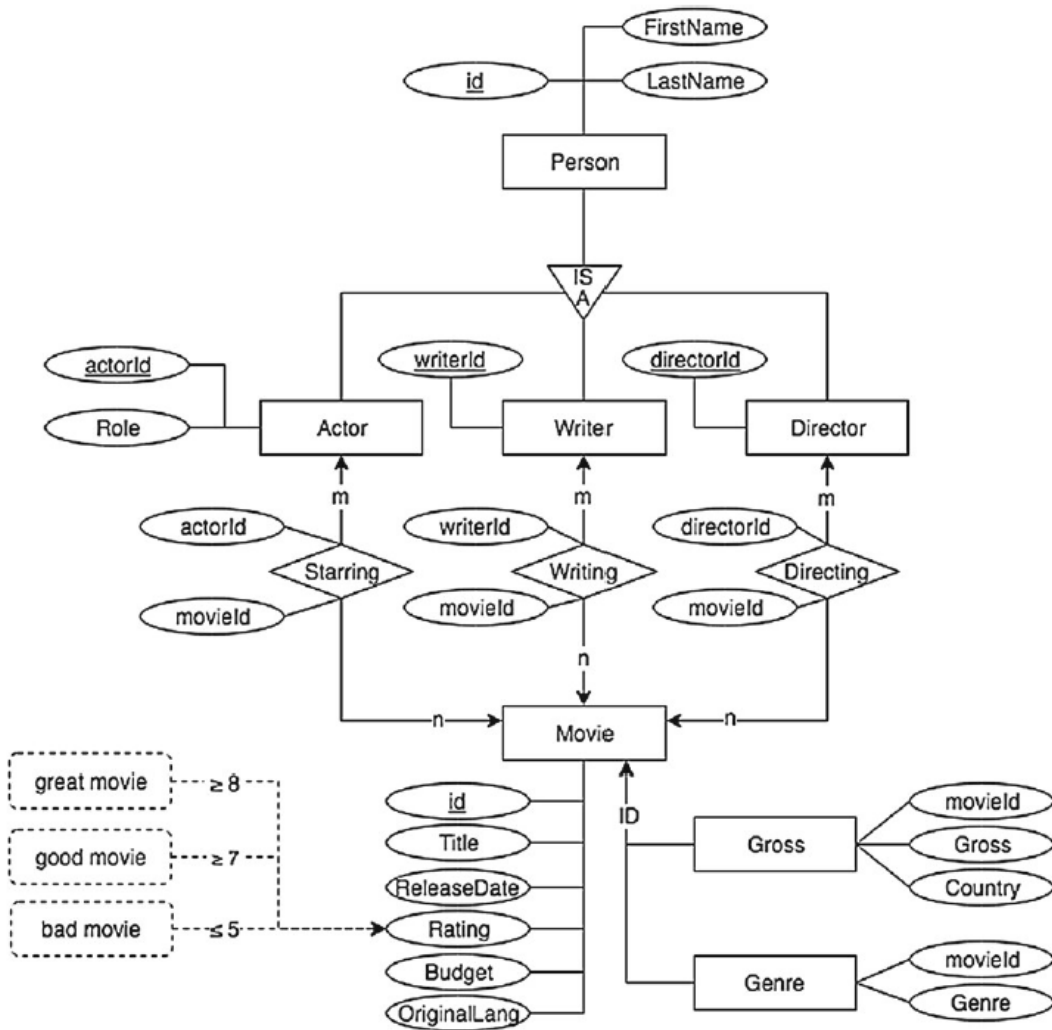 FirstName
id
LastName
Person
IS
A
actorId
writerId
directorId
Role
Actor
Writer
Director
m
m
m
actorId
writerId
directorId
Starring
Writing
Directing
movieId
movieId
movieId
n
n
n
Movie
great movie
≥ 8
good movie
≥ 7
bad movie
≤ 5
id
Title
ReleaseDate
Rating
Budget
OriginalLang
ID
Gross
movieId
Gross
Country
Genre
movieId
Genre